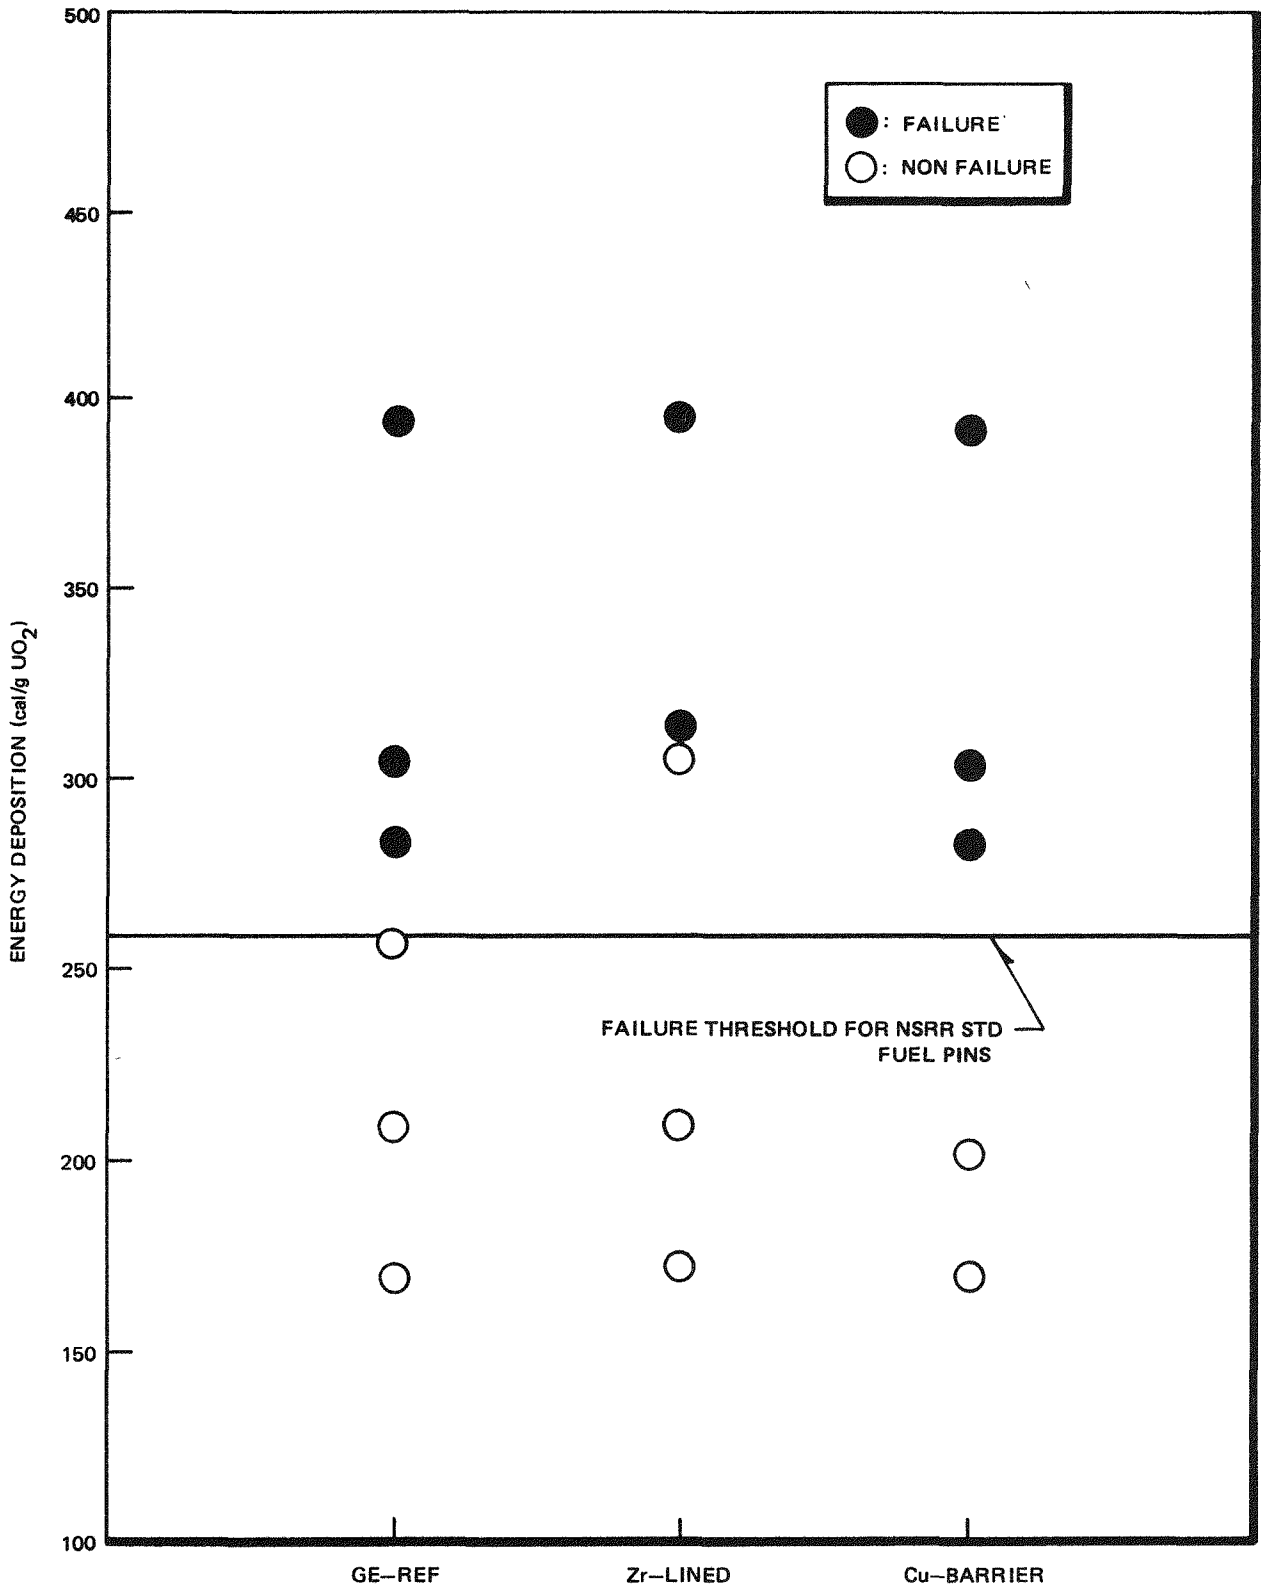 500
: FAILURE
: NON FAILURE
450
400
350
ENERGY DEPOSITION (cal/g UO2)
300
250
FAILURE THRESHOLD FOR NSRR STD
FUEL PINS
200
150
100
GE–REF
Zr–LINED
Cu–BARRIER